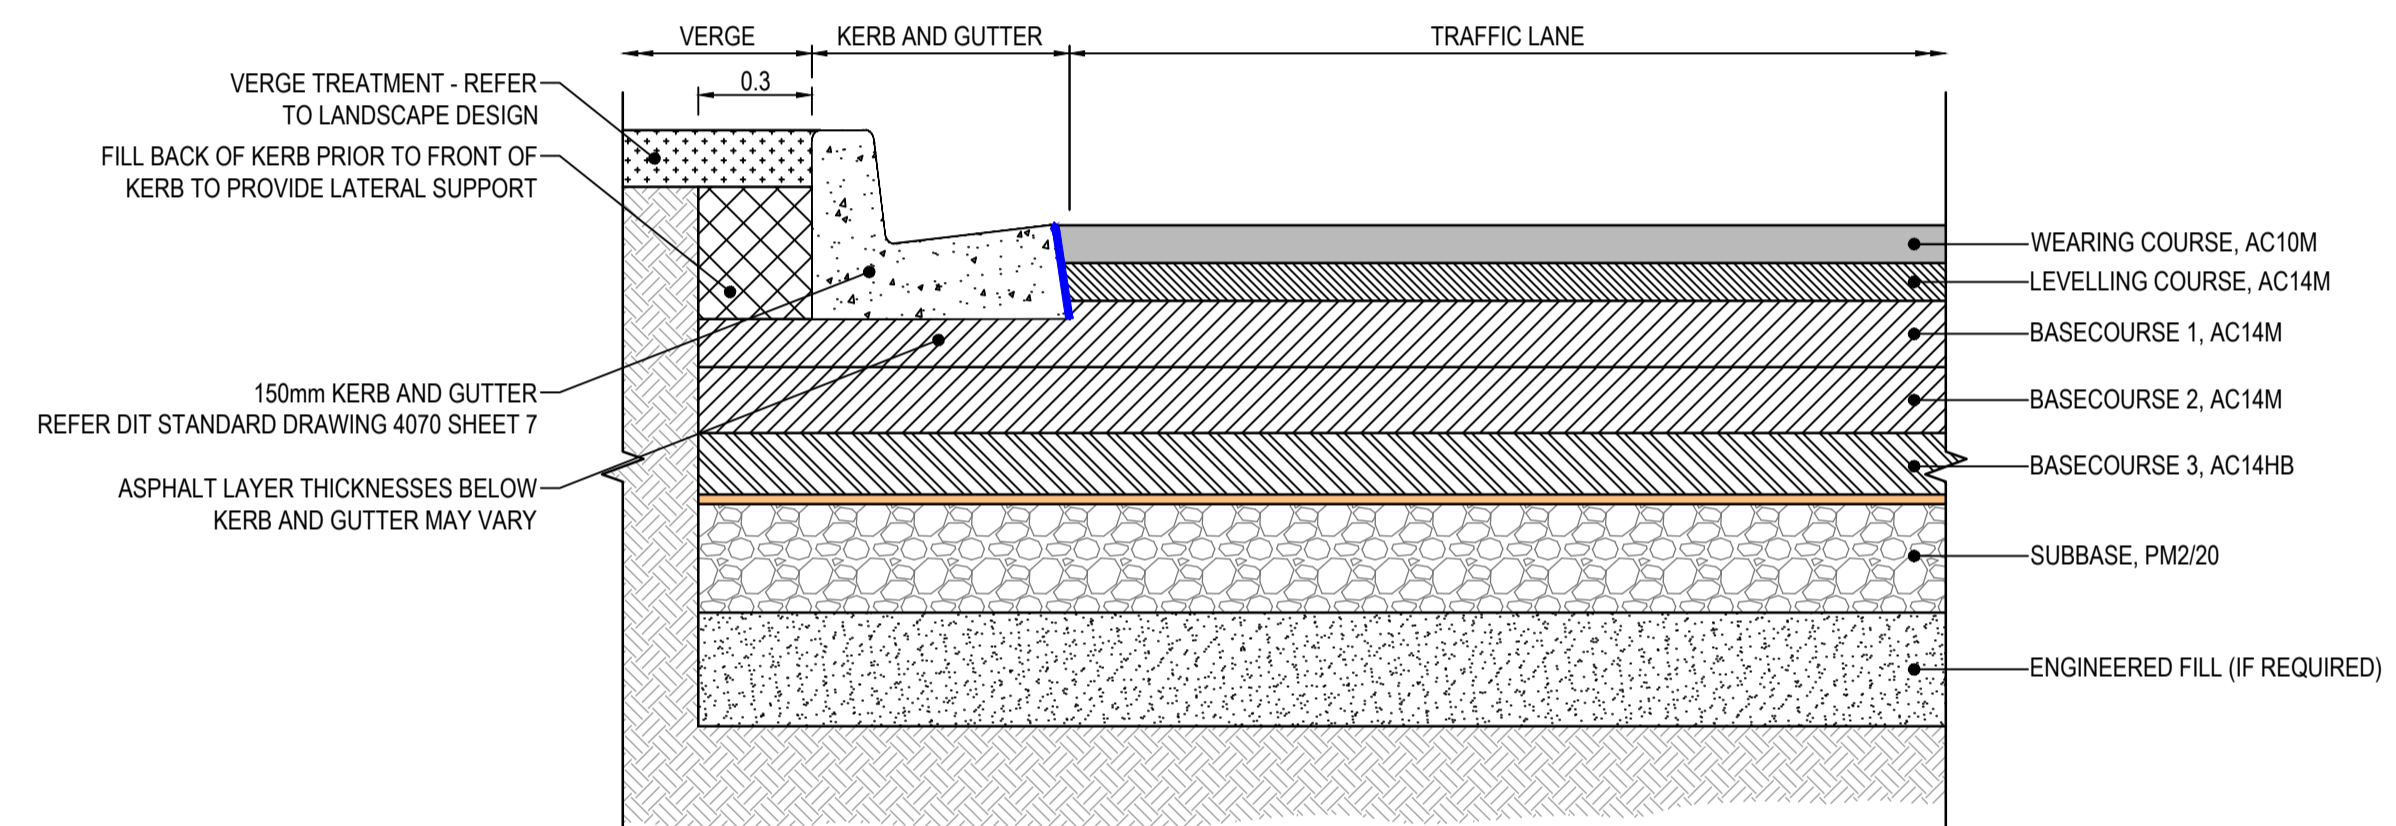 VERGE
KERB AND GUTTER
TRAFFIC LANE
0.3
VERGE TREATMENT - REFER
TO LANDSCAPE DESIGN
FILL BACK OF KERB PRIOR TO FRONT OF
KERB TO PROVIDE LATERAL SUPPORT
150mm KERB AND GUTTER
REFER DIT STANDARD DRAWING 4070 SHEET 7
ASPHALT LAYER THICKNESSES BELOW
KERB AND GUTTER MAY VARY
WEARING COURSE, AC10M
LEVELLING COURSE, AC14M
BASECOURSE 1, AC14M
BASECOURSE 2, AC14M
BASECOURSE 3, AC14HB
SUBBASE, PM2/20
ENGINEERED FILL (IF REQUIRED)